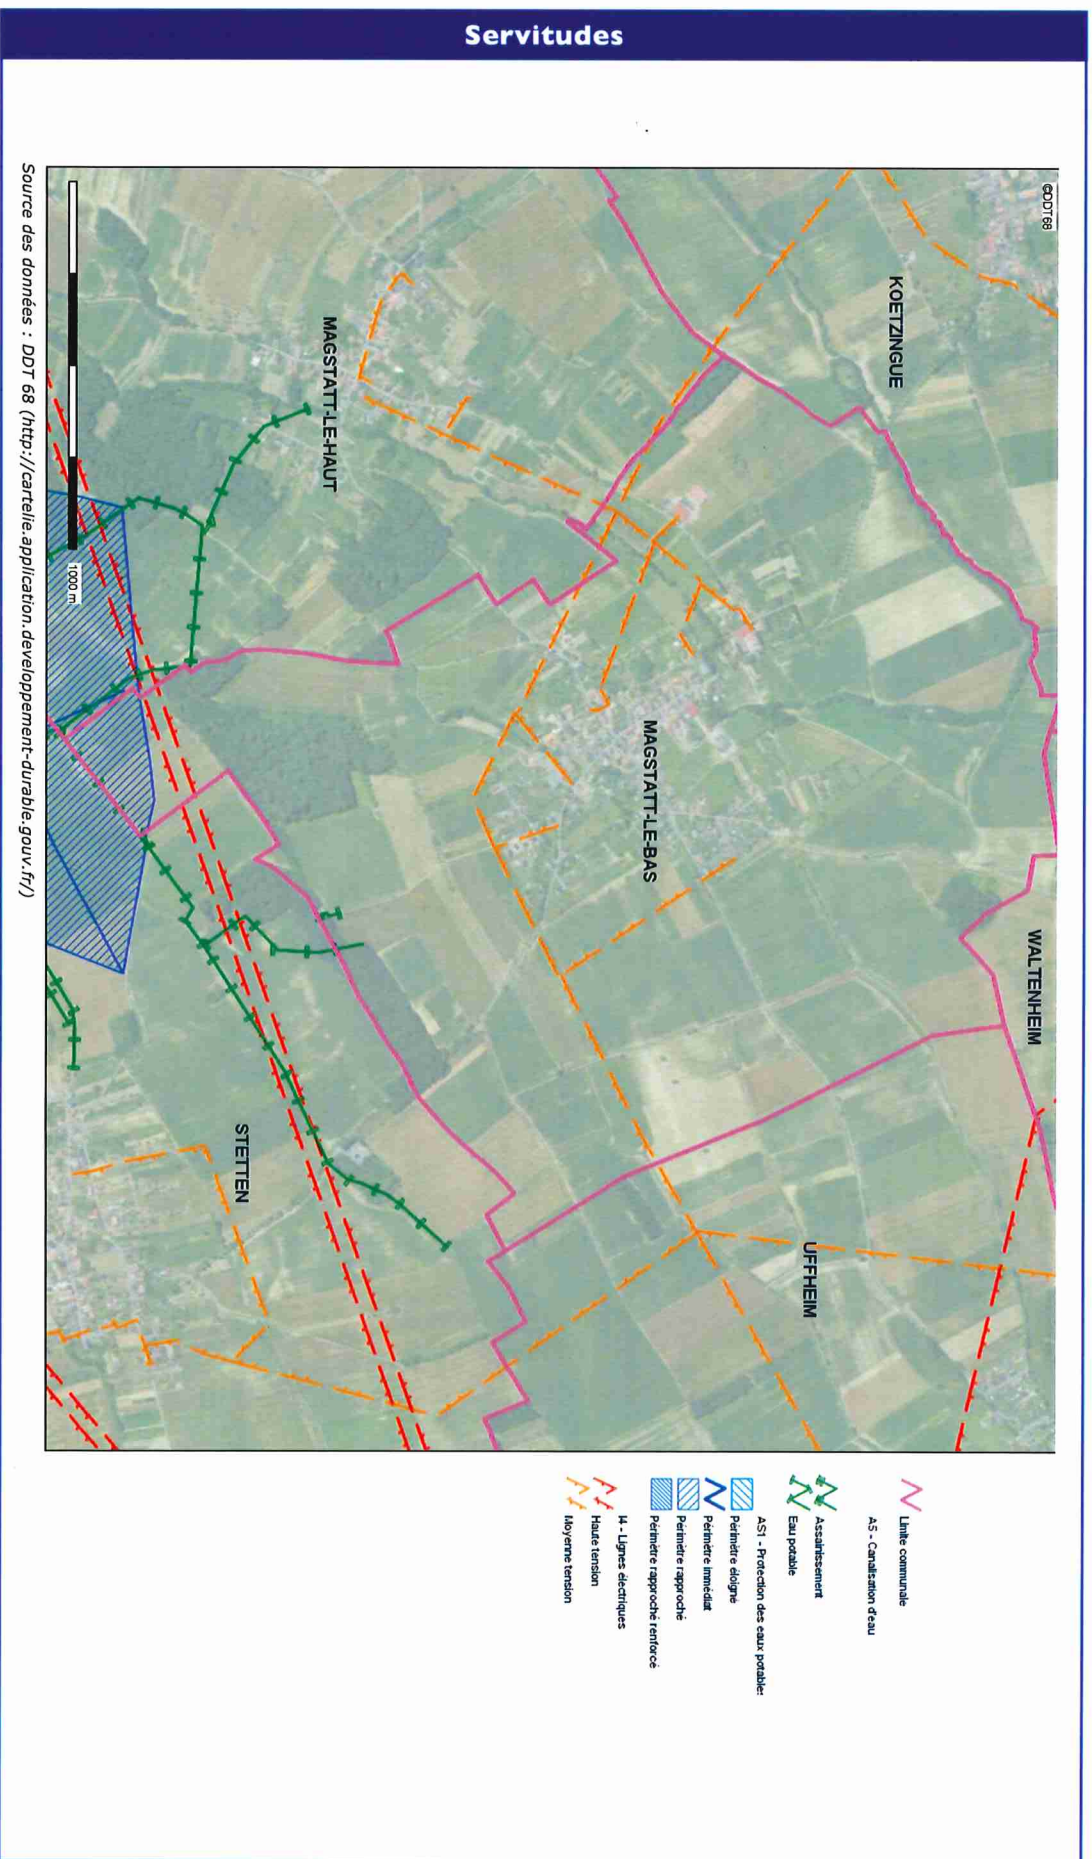 Servitudes
©DDT68
KOETZINGUE
WALTENHEIM
MAGSTATT-LE-HAUT
MAGSTATT-LE-BAS
UFFHEIM
STETTEN
1000 m
Limite communale
A5 - Canalisation d'eau
Assainissement
Eau potable
AS1 - Protection des eaux potables
Périmètre éloigné
Périmètre immédiat
Périmètre rapproché
Périmètre rapproché renforcé
I4 - Lignes électriques
Haute tension
Moyenne tension
Source des données : DDT 68 (http://cartelie.application.developpement-durable.gouv.fr/)